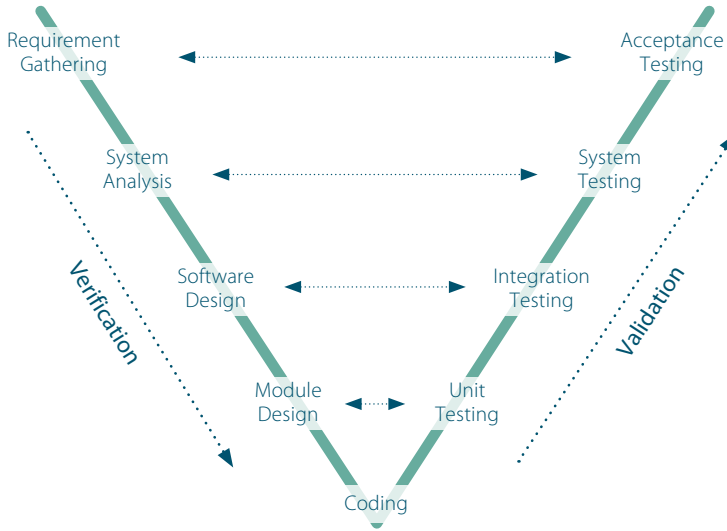 Requirement
Gathering
Acceptance
Testing
System
Analysis
System
Testing
Software
Design
Integration
Testing
Verification
Validation
Module
Design
Unit
Testing
Coding